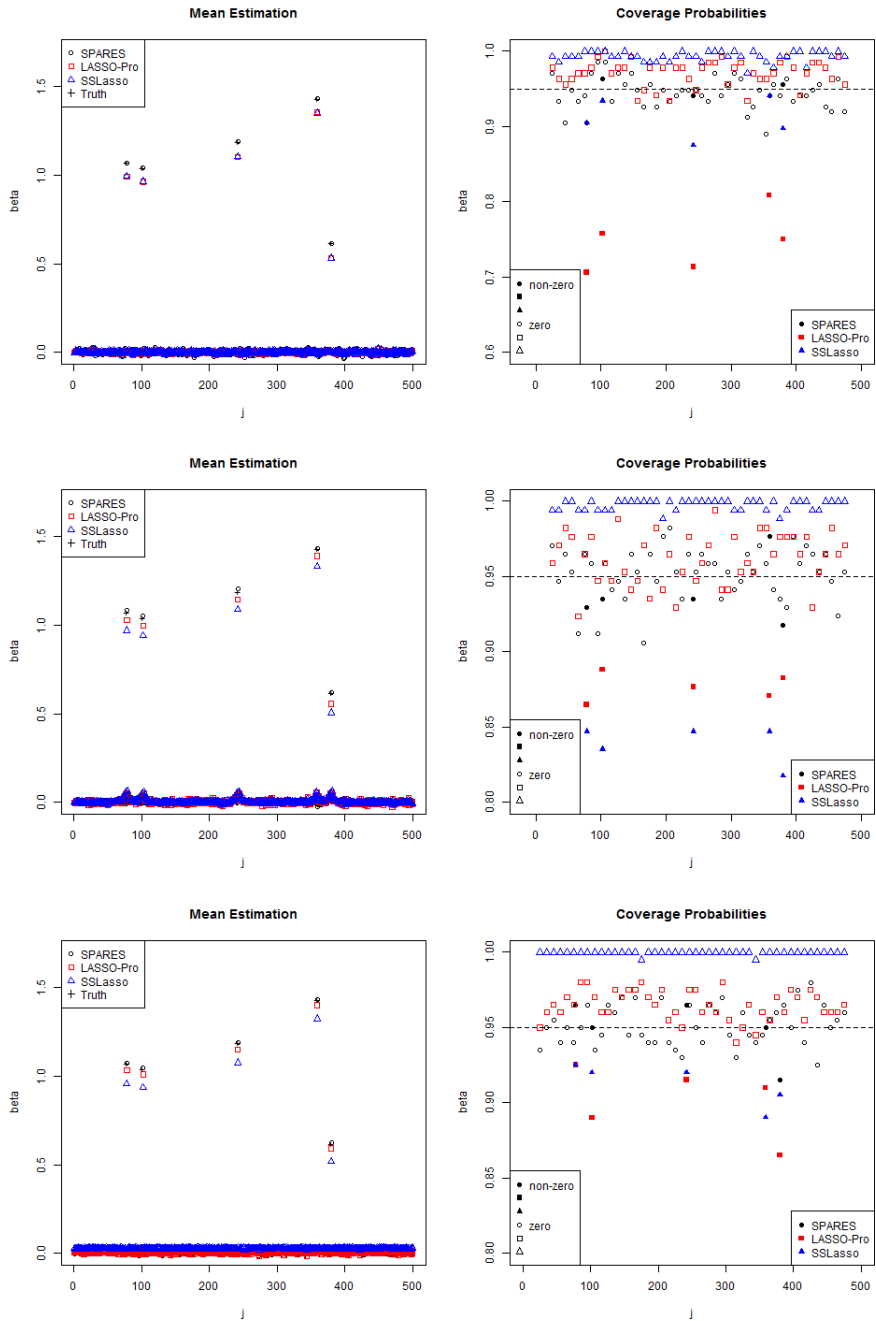 Mean Estimation
SPARES
LASSO-Pro
SSLasso
Truth
beta
0.0
0.5
1.0
1.5
0 100 200 300 400 500
j
Coverage Probabilities
0.6
0.7
0.8
0.9
1.0
non-zero
zero
SPARES
LASSO-Pro
SSLasso
0 100 200 300 400 500
j
Mean Estimation
SPARES
LASSO-Pro
SSLasso
Truth
beta
0.0
0.5
1.0
1.5
0 100 200 300 400 500
j
Coverage Probabilities
0.80
0.85
0.90
0.95
1.00
non-zero
zero
SPARES
LASSO-Pro
SSLasso
0 100 200 300 400 500
j
Mean Estimation
SPARES
LASSO-Pro
SSLasso
Truth
beta
0.0
0.5
1.0
1.5
0 100 200 300 400 500
j
Coverage Probabilities
0.80
0.85
0.90
0.95
1.00
non-zero
zero
SPARES
LASSO-Pro
SSLasso
0 100 200 300 400 500
j